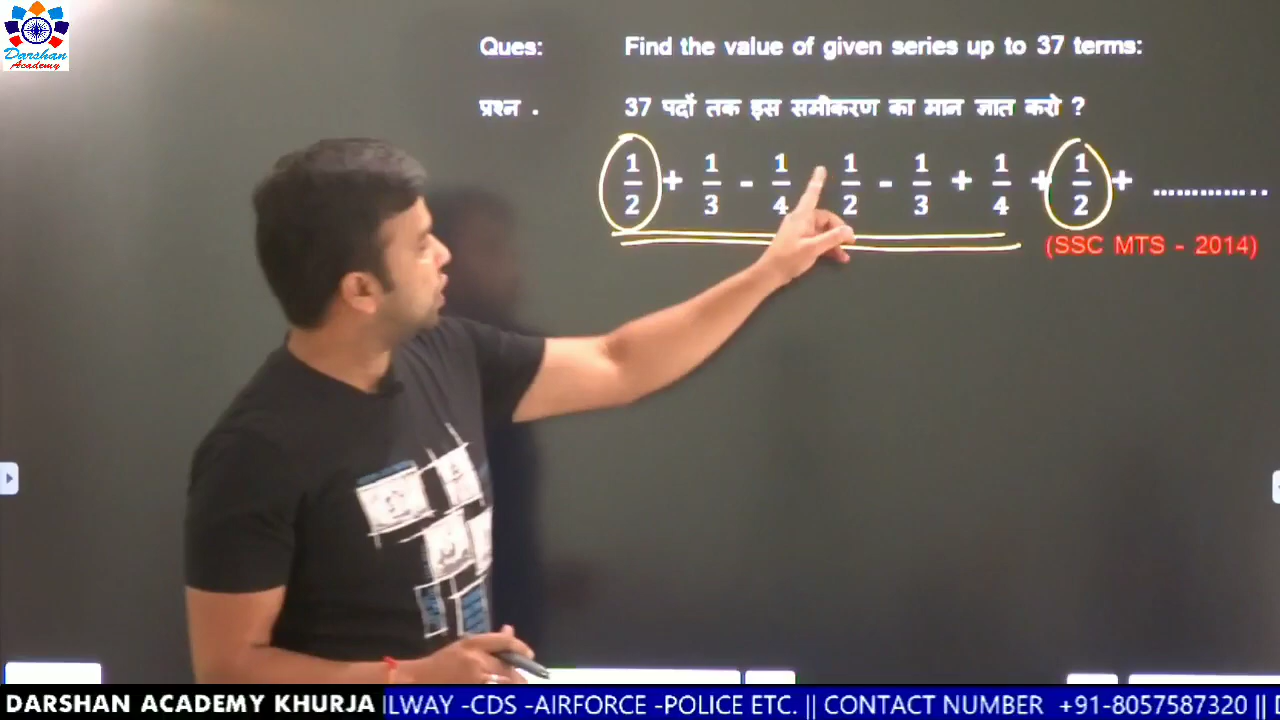 Darshan
Academy
Ques: Find the value of given series up to 37 terms:
प्रश्न . 37 पदों तक इस समीकरण का मान ज्ञात करो ?
1/2 + 1/3 - 1/4 1/2 - 1/3 + 1/4 + 1/2 + ..............
(SSC MTS - 2014)
DARSHAN ACADEMY KHURJA ILWAY -CDS -AIRFORCE -POLICE ETC. || CONTACT NUMBER +91-8057587320 ||